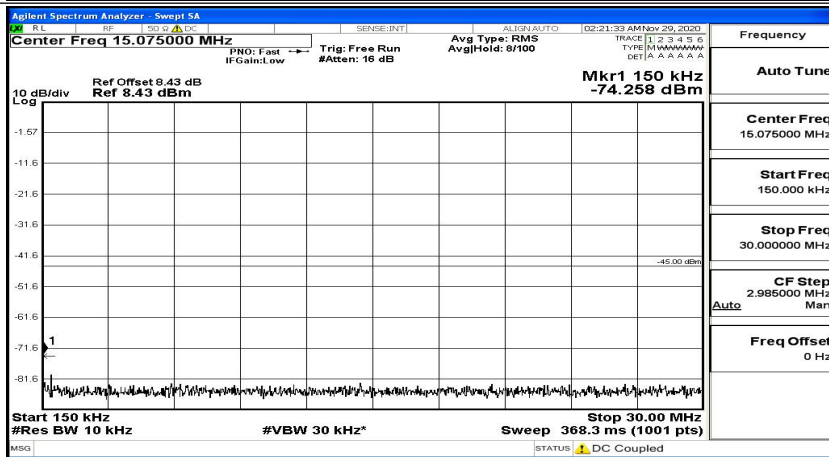 Agilent Spectrum Analyzer - Swept SA
LXI RL RF 50 Ω DC SENSE:INT ALIGN AUTO 02:21:33 AM Nov 29, 2020
Center Freq 15.075000 MHz
PNO: Fast
IFGain:Low
Trig: Free Run
#Atten: 16 dB
Avg Type: RMS
Avg|Hold: 8/100
TRACE 1 2 3 4 5 6
TYPE M WWWWW
DET A A A A A A
Ref Offset 8.43 dB
Ref 8.43 dBm
10 dB/div
Log
Mkr1 150 kHz
-74.258 dBm
-1.57
-11.6
-21.6
-31.6
-41.6
-45.00 dBm
-51.6
-61.6
-71.6
1
-81.6
Start 150 kHz
#Res BW 10 kHz
#VBW 30 kHz*
Stop 30.00 MHz
Sweep 368.3 ms (1001 pts)
MSG
STATUS
DC Coupled
Frequency
Auto Tune
Center Freq
15.075000 MHz
Start Freq
150.000 kHz
Stop Freq
30.000000 MHz
CF Step
2.985000 MHz
Auto Man
Freq Offset
0 Hz